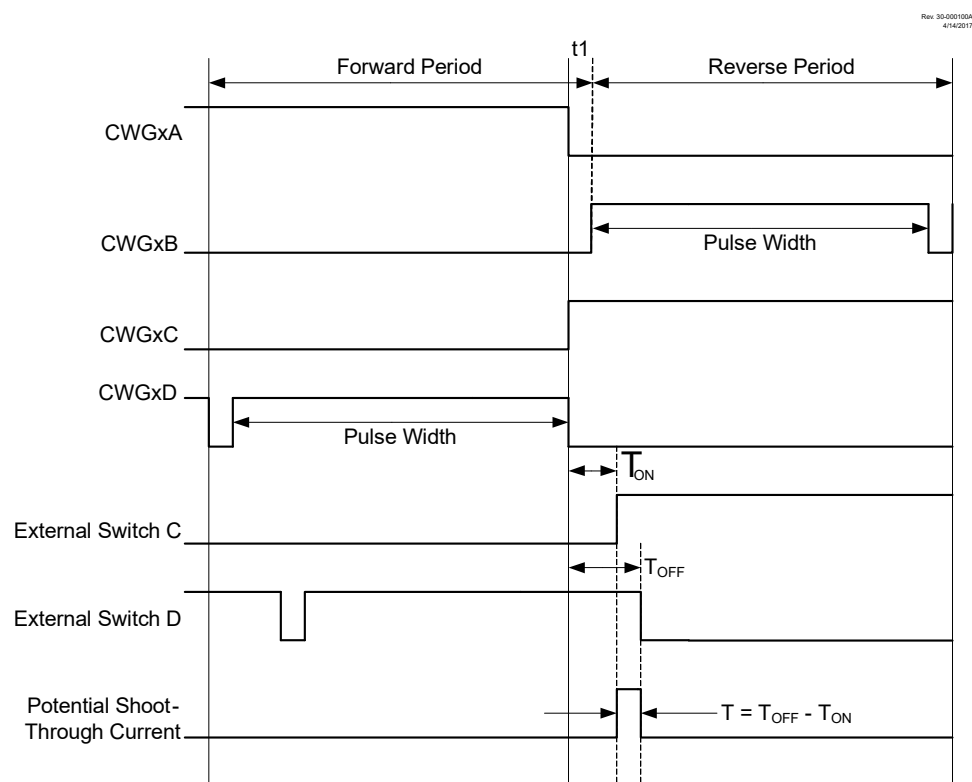 Rev. 30-000100A
4/14/2017
t1
Forward Period
Reverse Period
CWGxA
CWGxB
Pulse Width
CWGxC
CWGxD
Pulse Width
TON
External Switch C
TOFF
External Switch D
Potential Shoot-
Through Current
T = TOFF - TON